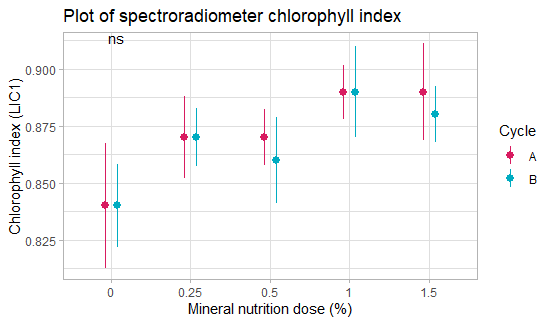 Plot of spectroradiometer chlorophyll index
ns
0.900
0.875
0.850
0.825
Chlorophyll index (LIC1)
0 0.25 0.5 1 1.5
Mineral nutrition dose (%)
Cycle
A
B